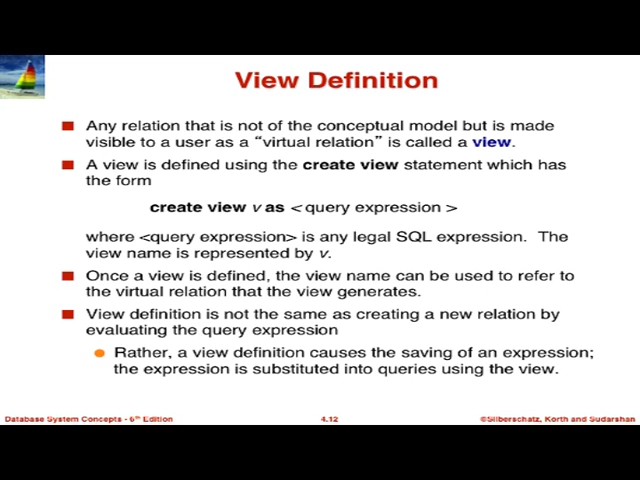 View Definition
Any relation that is not of the conceptual model but is made
visible to a user as a “virtual relation” is called a view.
A view is defined using the create view statement which has
the form
create view v as < query expression >
where <query expression> is any legal SQL expression. The
view name is represented by v.
Once a view is defined, the view name can be used to refer to
the virtual relation that the view generates.
View definition is not the same as creating a new relation by
evaluating the query expression
Rather, a view definition causes the saving of an expression;
the expression is substituted into queries using the view.
Database System Concepts - 6th Edition 4.12 ©Silberschatz, Korth and Sudarshan